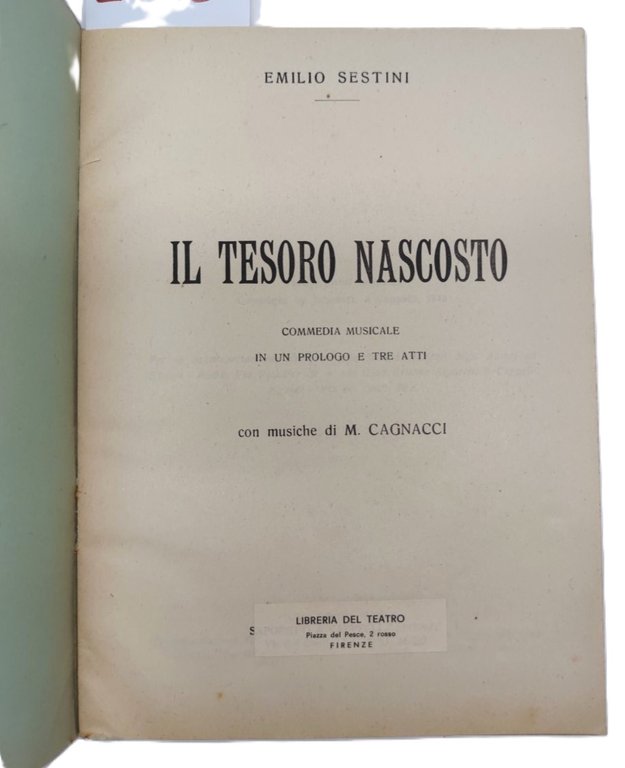 EMILIO SESTINI
IL TESORO NASCOSTO
COMMEDIA MUSICALE
IN UN PROLOGO E TRE ATTI
con musiche di M. CAGNACCI
LIBRERIA DEL TEATRO
Piazza del Pesce, 2 rosso
FIRENZE